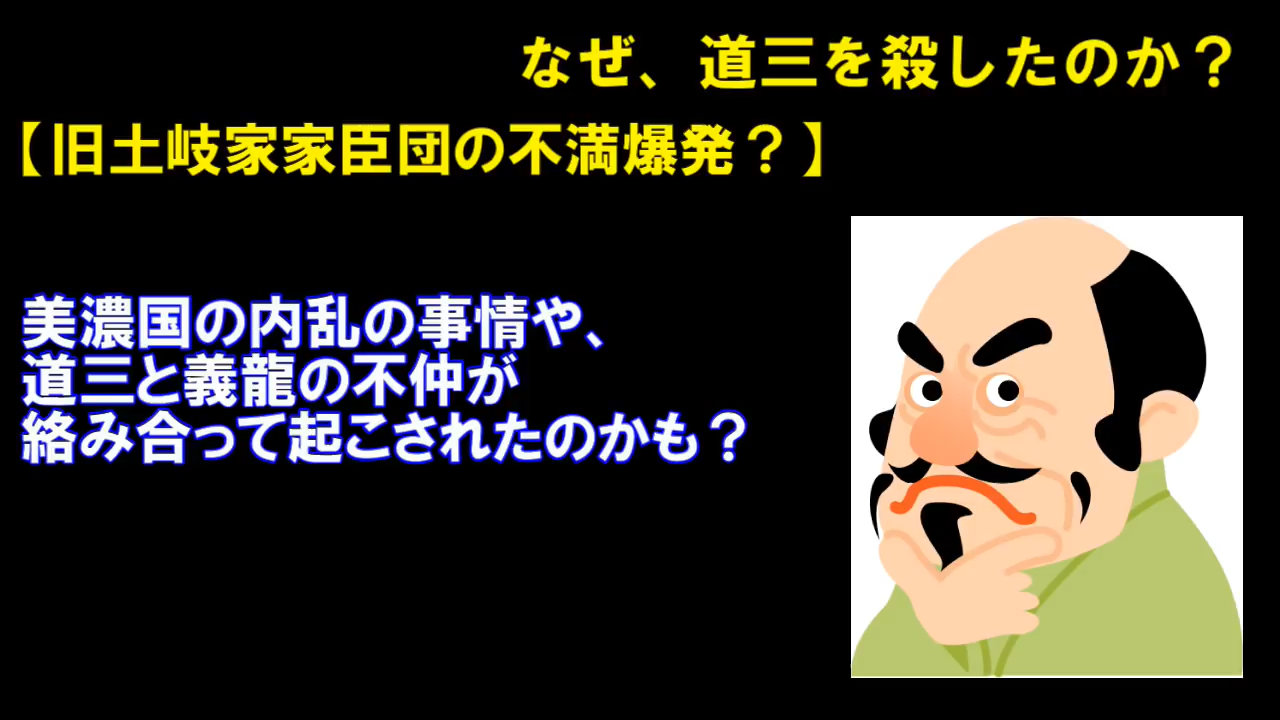 なぜ、道三を殺したのか？
【旧土岐家家臣団の不満爆発？】
美濃国の内乱の事情や、
道三と義龍の不仲が
絡み合って起こされたのかも？